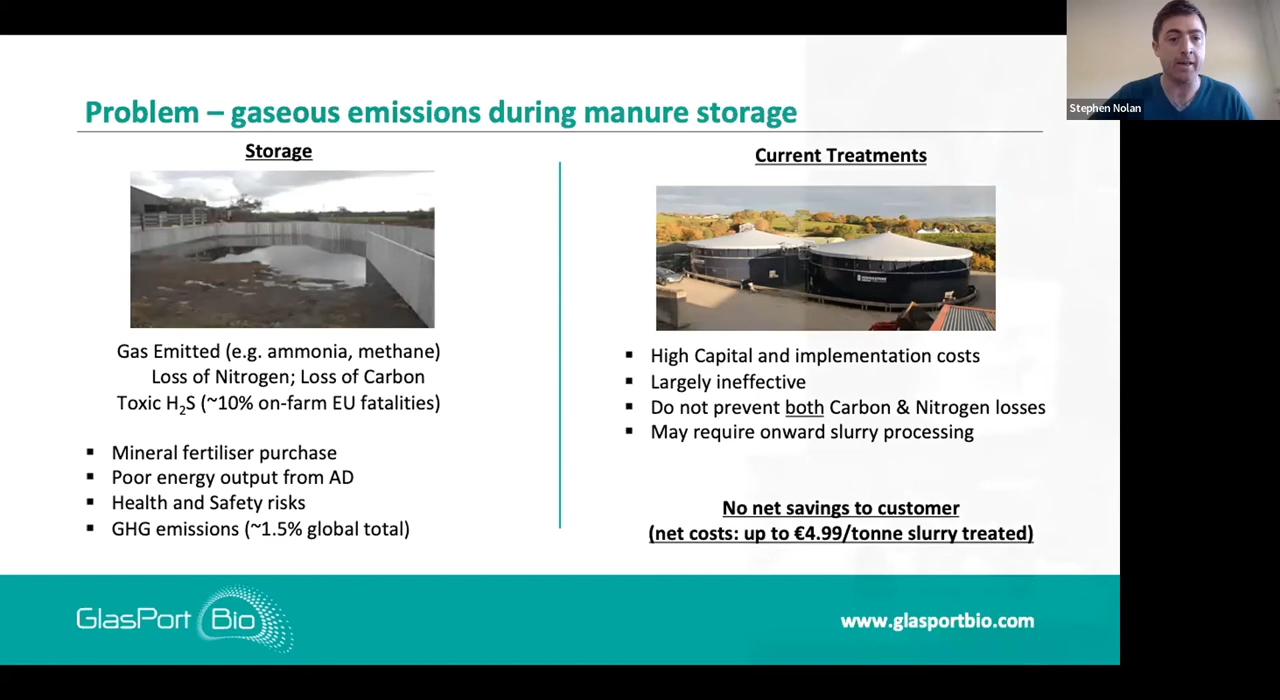 Stephen Nolan
Problem – gaseous emissions during manure storage
Storage
Gas Emitted (e.g. ammonia, methane)
Loss of Nitrogen; Loss of Carbon
Toxic H₂S (~10% on-farm EU fatalities)
▪ Mineral fertiliser purchase
▪ Poor energy output from AD
▪ Health and Safety risks
▪ GHG emissions (~1.5% global total)
Current Treatments
▪ High Capital and implementation costs
▪ Largely ineffective
▪ Do not prevent both Carbon & Nitrogen losses
▪ May require onward slurry processing
No net savings to customer
(net costs: up to €4.99/tonne slurry treated)
GlasPort Bio
www.glasportbio.com